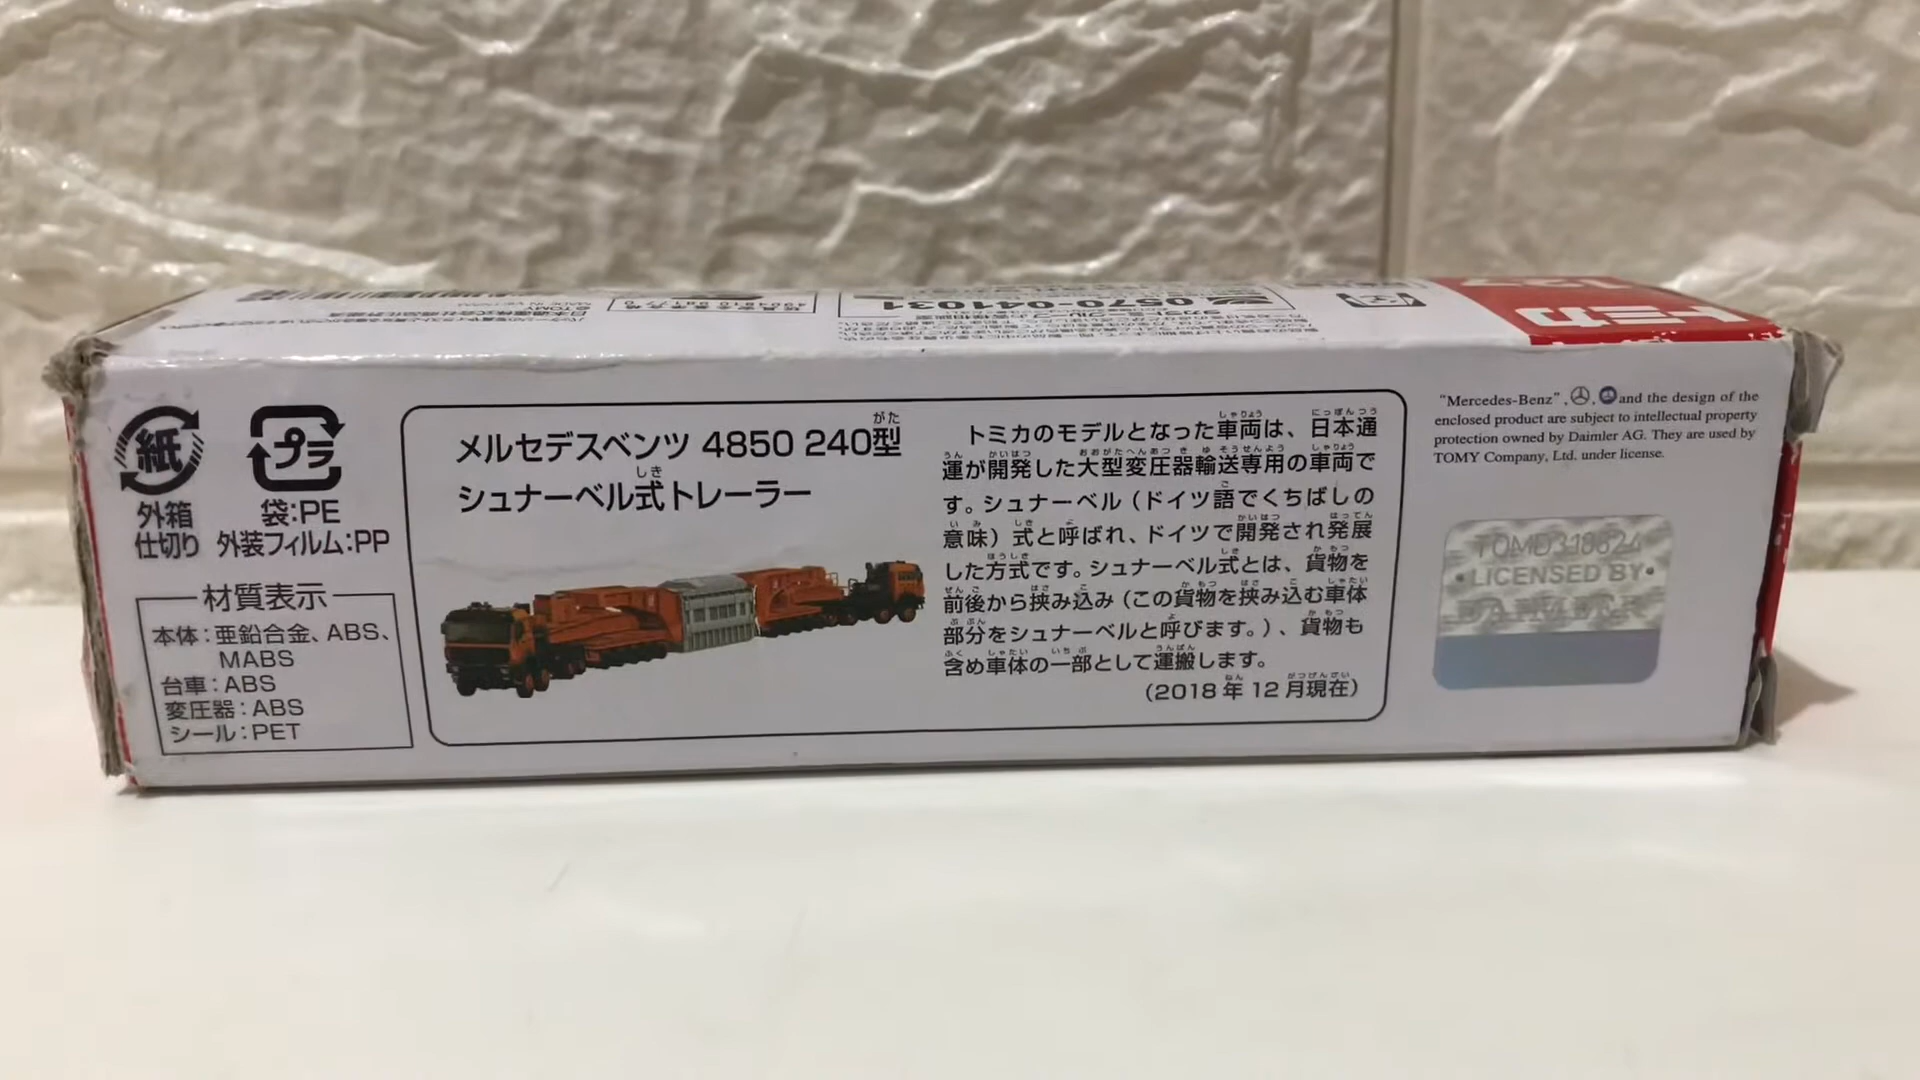 トミカ
0570-041031
紙
プラ
外箱
仕切り
袋:PE
外装フィルム:PP
材質表示
本体:亜鉛合金、ABS、
MABS
台車:ABS
変圧器:ABS
シール:PET
メルセデスベンツ 4850 240型
シュナーベル式トレーラー
トミカのモデルとなった車両は、日本通
運が開発した大型変圧器輸送専用の車両で
す。シュナーベル(ドイツ語でくちばしの
意味)式と呼ばれ、ドイツで開発され発展
した方式です。シュナーベル式とは、貨物を
前後から挟み込み(この貨物を挟み込む車体
部分をシュナーベルと呼びます。)、貨物も
含め車体の一部として運搬します。
(2018年12月現在)
"Mercedes-Benz", and the design of the
enclosed product are subject to intellectual property
protection owned by Daimler AG. They are used by
TOMY Company, Ltd. under license.
TOMD318624
•LICENSED BY•
DAIMLER